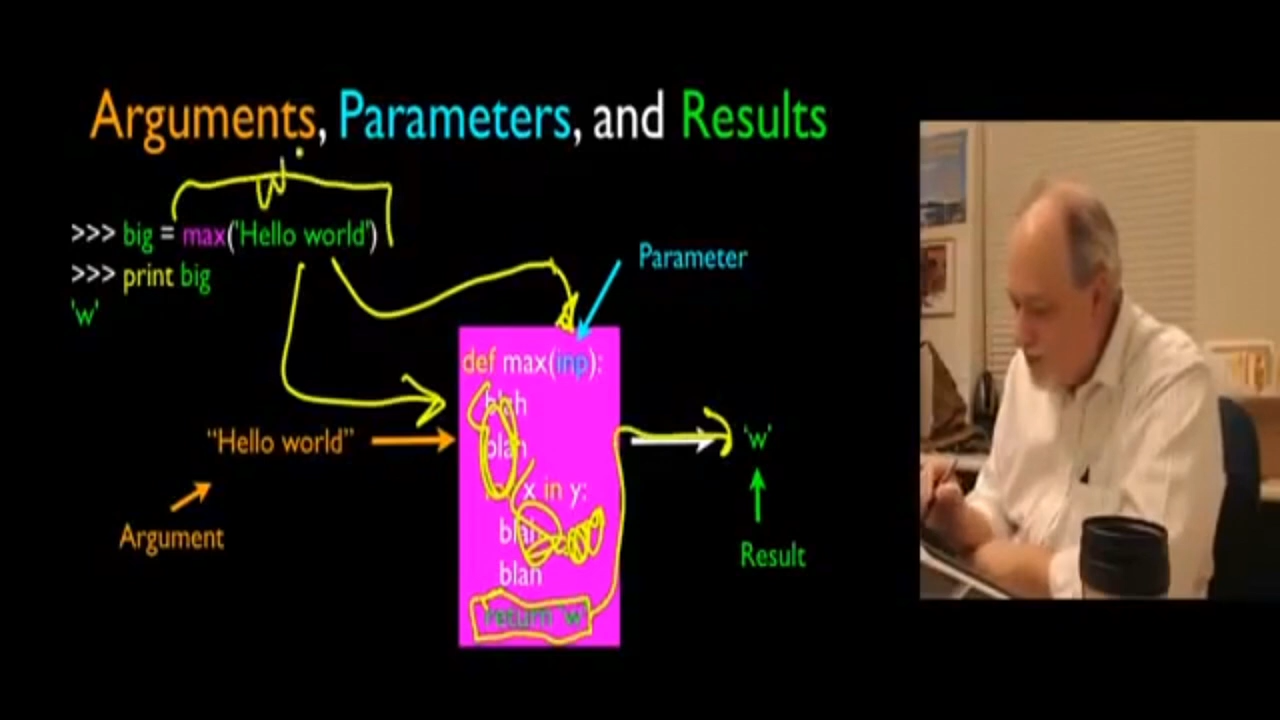 Arguments, Parameters, and Results
w
>>> big = max('Hello world')
>>> print big
'w'
Parameter
def max(inp):
blah
blah
x in y:
blah
blah
return 'w'
"Hello world"
Argument
'w'
Result